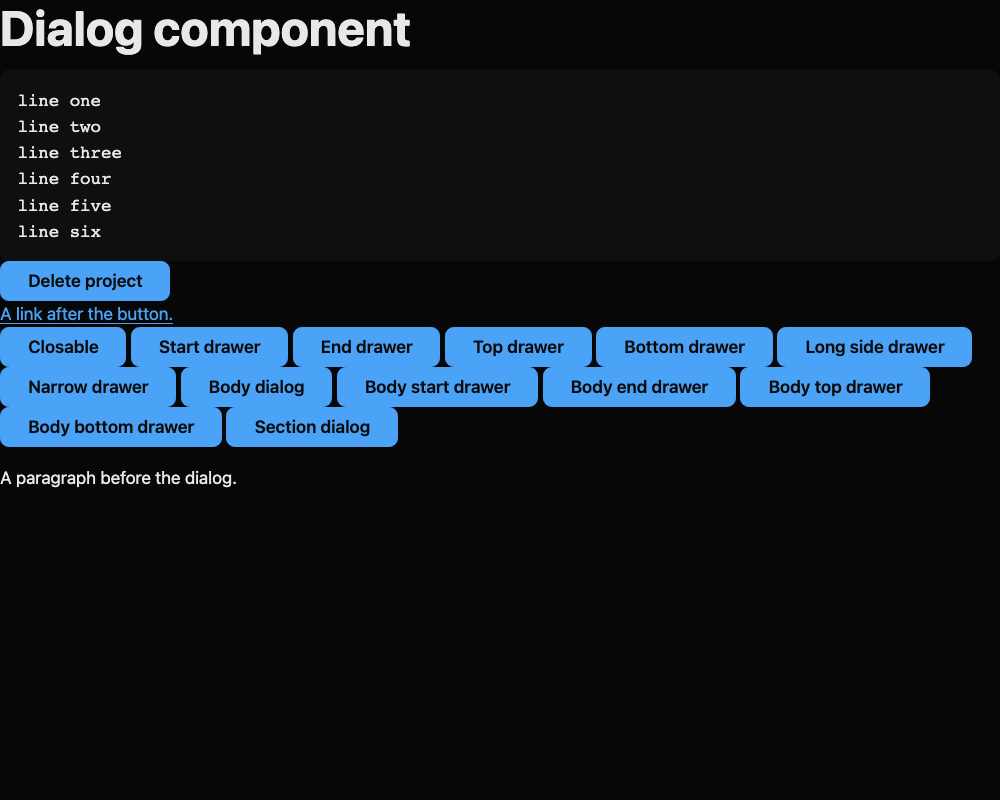 Dialog component
line one
line two
line three
line four
line five
line six
Delete project
A link after the button.
Closable Start drawer End drawer Top drawer Bottom drawer Long side drawer
Narrow drawer Body dialog Body start drawer Body end drawer Body top drawer
Body bottom drawer Section dialog
A paragraph before the dialog.